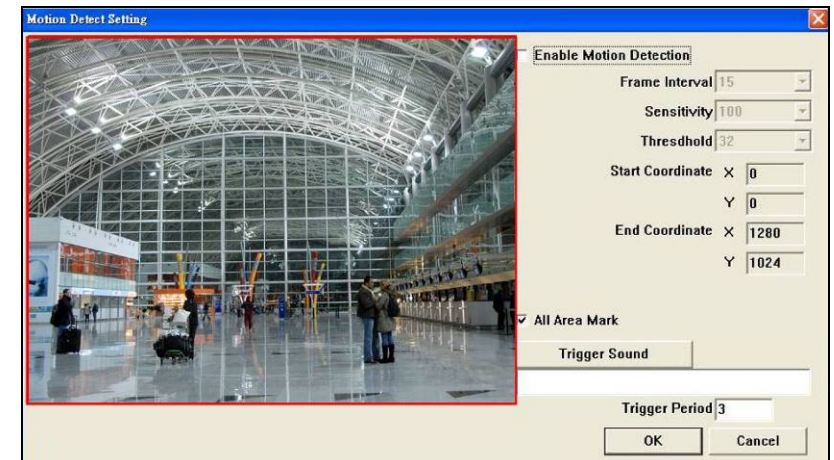 Motion Detect Setting
Enable Motion Detection
Frame Interval 15
Sensitivity 100
Thresdhold 32
Start Coordinate X 0
Y 0
End Coordinate X 1280
Y 1024
All Area Mark
Trigger Sound
Trigger Period 3
OK Cancel